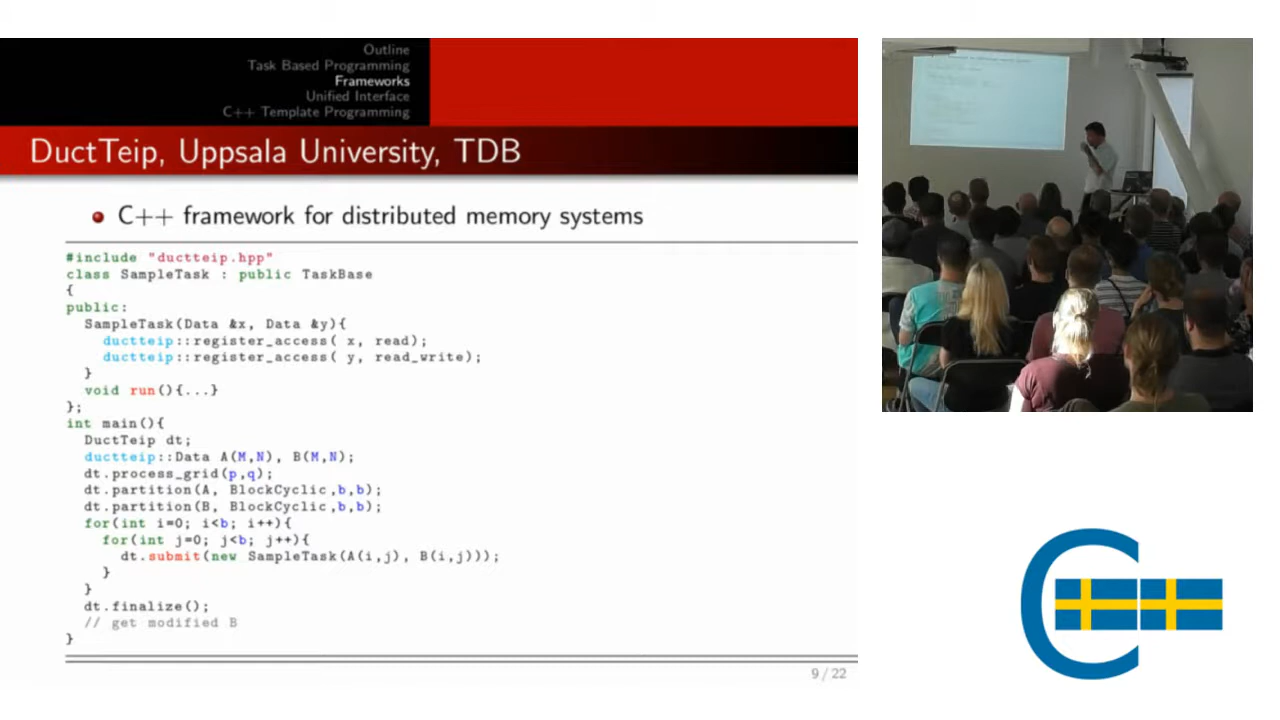 Outline
Task Based Programming
Frameworks
Unified Interface
C++ Template Programming
DuctTeip, Uppsala University, TDB
C++ framework for distributed memory systems
#include "ductteip.hpp"
class SampleTask : public TaskBase
{
public:
SampleTask(Data &x, Data &y){
ductteip::register_access( x, read);
ductteip::register_access( y, read_write);
}
void run(){...}
};
int main(){
DuctTeip dt;
ductteip::Data A(M,N), B(M,N);
dt.process_grid(p,q);
dt.partition(A, BlockCyclic,b,b);
dt.partition(B, BlockCyclic,b,b);
for(int i=0; i<b; i++){
for(int j=0; j<b; j++){
dt.submit(new SampleTask(A(i,j), B(i,j)));
}
}
dt.finalize();
// get modified B
}
9 / 22
C